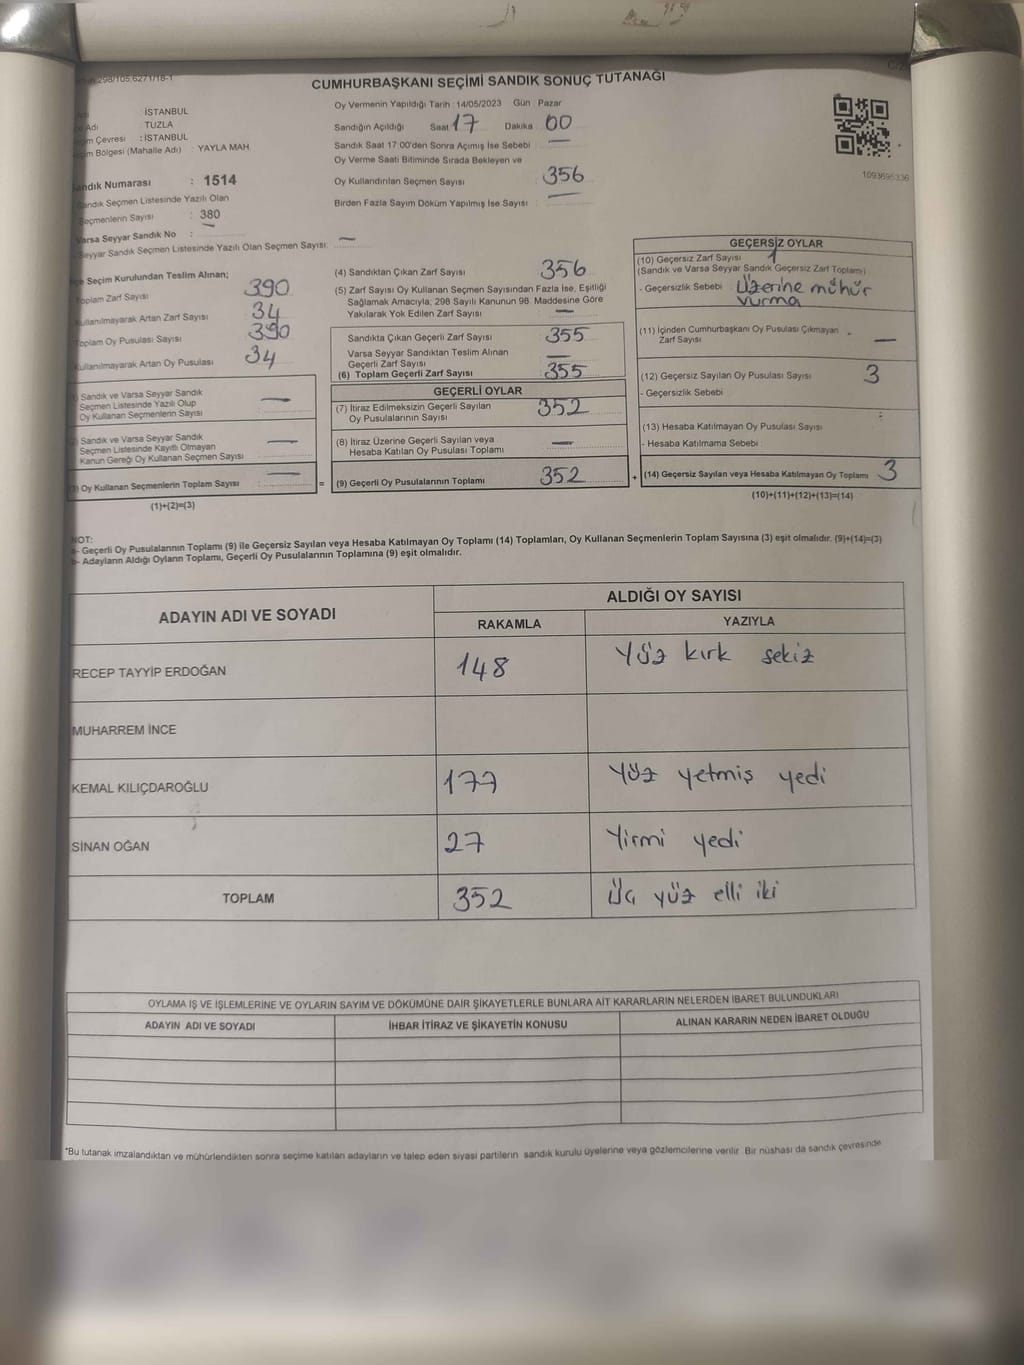 298/105,6271/18-1
CUMHURBAŞKANI SEÇİMİ SANDIK SONUÇ TUTANAĞI
İSTANBUL
Adı TUZLA
Çevresi : İSTANBUL
Bölgesi (Mahalle Adı) : YAYLA MAH.
Sandık Numarası : 1514
Sandık Seçmen Listesinde Yazılı Olan
Seçmenlerin Sayısı : 380
Varsa Seyyar Sandık No : —
Seyyar Sandık Seçmen Listesinde Yazılı Olan Seçmen Sayısı: —
Oy Vermenin Yapıldığı Tarih : 14/05/2023 Gün : Pazar
Sandığın Açıldığı Saat 17 Dakika 00
Sandık Saat 17:00'den Sonra Açılmış İse Sebebi : —
Oy Verme Saati Bitiminde Sırada Bekleyen ve
Oy Kullandırılan Seçmen Sayısı : 356
Birden Fazla Sayım Döküm Yapılmış İse Sayısı : —
1093696336
İlçe Seçim Kurulundan Teslim Alınan;
Toplam Zarf Sayısı 390
Kullanılmayarak Artan Zarf Sayısı 34
Toplam Oy Pusulası Sayısı 390
Kullanılmayarak Artan Oy Pusulası 34
(1) Sandık ve Varsa Seyyar Sandık
Seçmen Listesinde Yazılı Olup
Oy Kullanan Seçmenlerin Sayısı : —
(2) Sandık ve Varsa Seyyar Sandık
Seçmen Listesinde Kayıtlı Olmayan
Kanun Gereği Oy Kullanan Seçmen Sayısı : —
(3) Oy Kullanan Seçmenlerin Toplam Sayısı : — =
(1)+(2)=(3)
(4) Sandıktan Çıkan Zarf Sayısı 356
(5) Zarf Sayısı Oy Kullanan Seçmen Sayısından Fazla İse, Eşitliği
Sağlamak Amacıyla; 298 Sayılı Kanunun 98. Maddesine Göre
Yakılarak Yok Edilen Zarf Sayısı : —
Sandıkta Çıkan Geçerli Zarf Sayısı 355
Varsa Seyyar Sandıktan Teslim Alınan
Geçerli Zarf Sayısı —
(6) Toplam Geçerli Zarf Sayısı 355
GEÇERLİ OYLAR
(7) İtiraz Edilmeksizin Geçerli Sayılan
Oy Pusulalarının Sayısı 352
(8) İtiraz Üzerine Geçerli Sayılan veya
Hesaba Katılan Oy Pusulası Toplamı —
(9) Geçerli Oy Pusulalarının Toplamı 352 +
GEÇERSİZ OYLAR
(10) Geçersiz Zarf Sayısı 1
(Sandık ve Varsa Seyyar Sandık Geçersiz Zarf Toplamı)
- Geçersizlik Sebebi : Üzerine mühür
vurma
(11) İçinden Cumhurbaşkanı Oy Pusulası Çıkmayan
Zarf Sayısı —
(12) Geçersiz Sayılan Oy Pusulası Sayısı 3
- Geçersizlik Sebebi
(13) Hesaba Katılmayan Oy Pusulası Sayısı :
- Hesaba Katılmama Sebebi
(14) Geçersiz Sayılan veya Hesaba Katılmayan Oy Toplamı 3
(10)+(11)+(12)+(13)=(14)
NOT:
a- Geçerli Oy Pusulalarının Toplamı (9) ile Geçersiz Sayılan veya Hesaba Katılmayan Oy Toplamı (14) Toplamları, Oy Kullanan Seçmenlerin Toplam Sayısına (3) eşit olmalıdır. (9)+(14)=(3)
b- Adayların Aldığı Oyların Toplamı, Geçerli Oy Pusulalarının Toplamına (9) eşit olmalıdır.
ADAYIN ADI VE SOYADI
ALDIĞI OY SAYISI
RAKAMLA YAZIYLA
RECEP TAYYİP ERDOĞAN 148 Yüz kırk sekiz
MUHARREM İNCE
KEMAL KILIÇDAROĞLU 177 Yüz yetmiş yedi
SİNAN OĞAN 27 Yirmi yedi
TOPLAM 352 Üç yüz elli iki
OYLAMA İŞ VE İŞLEMLERİNE VE OYLARIN SAYIM VE DÖKÜMÜNE DAİR ŞİKAYETLERLE BUNLARA AİT KARARLARIN NELERDEN İBARET BULUNDUKLARI
ADAYIN ADI VE SOYADI İHBAR İTİRAZ VE ŞİKAYETİN KONUSU ALINAN KARARIN NEDEN İBARET OLDUĞU
*Bu tutanak imzalandıktan ve mühürlendikten sonra seçime katılan adayların ve talep eden siyasi partilerin sandık kurulu üyelerine veya gözlemcilerine verilir. Bir nüshası da sandık çevresinde